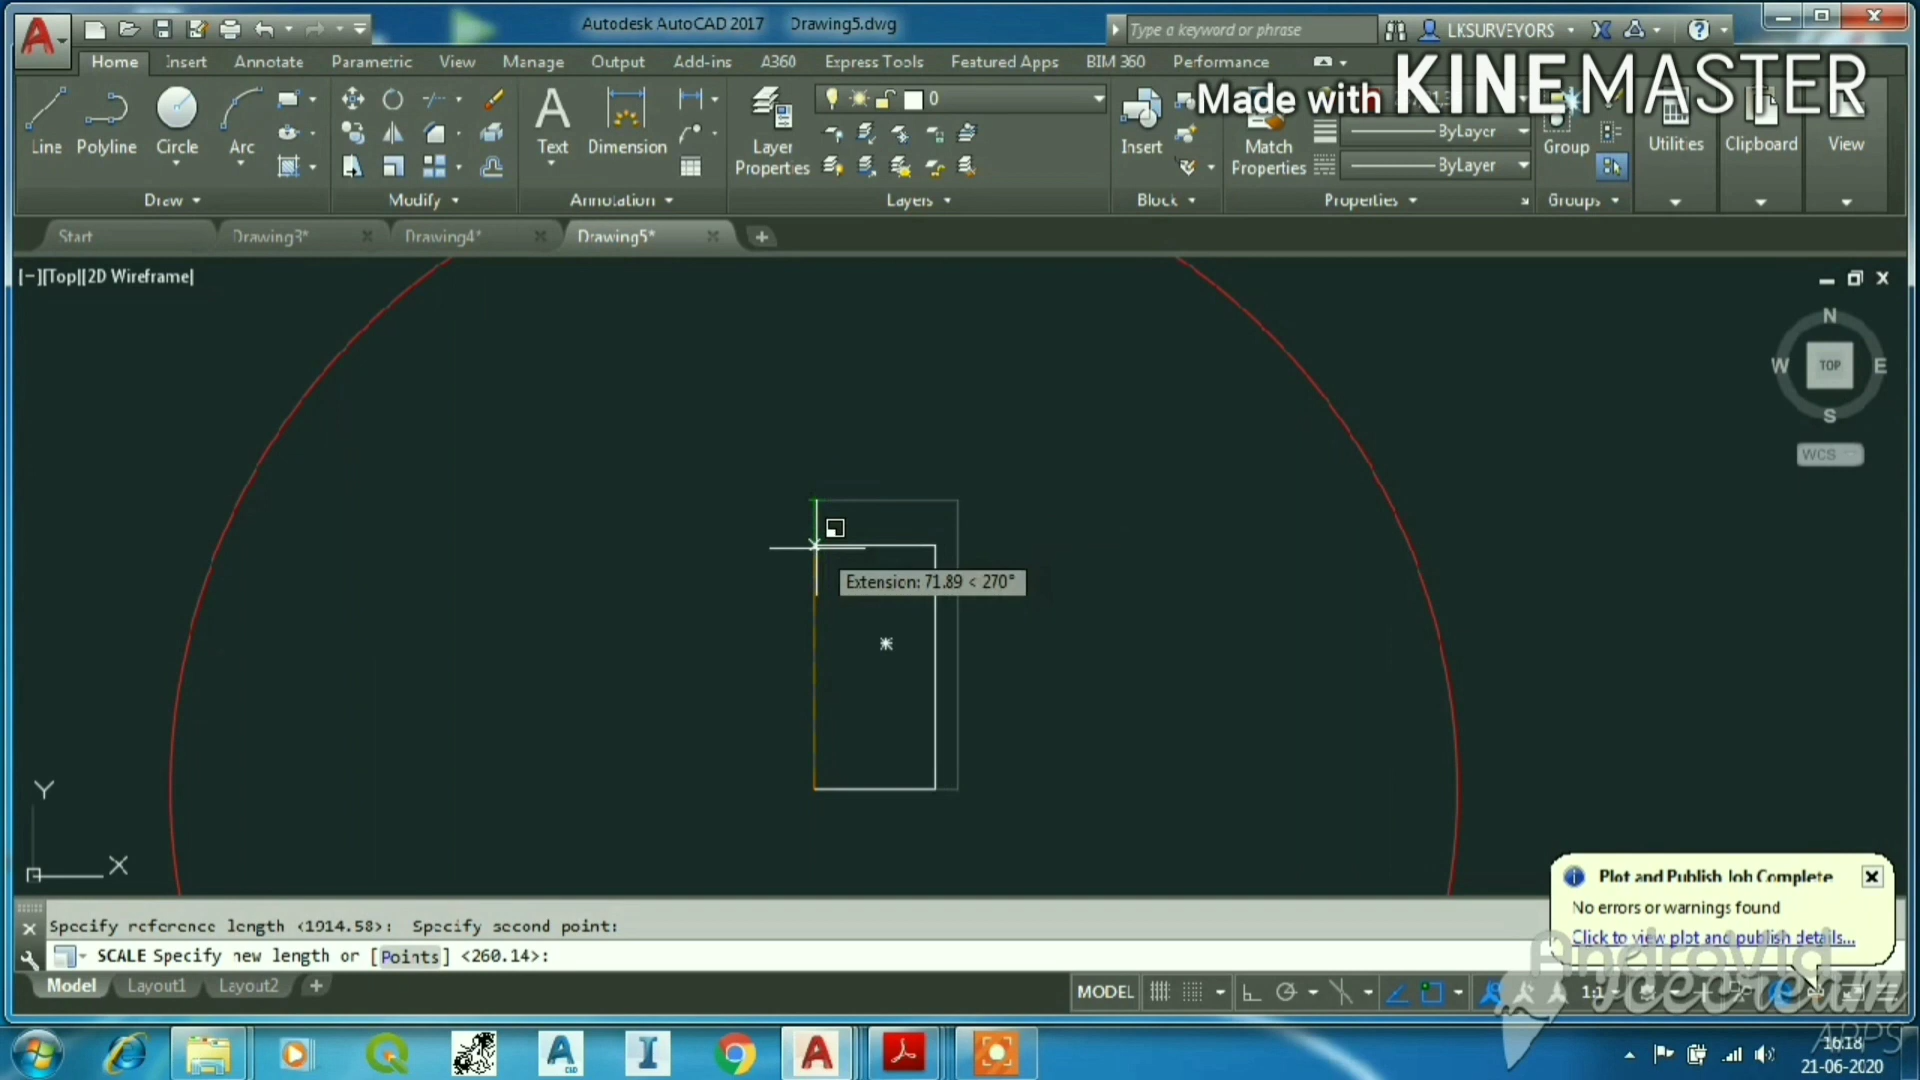 Autodesk AutoCAD 2017 Drawing5.dwg
Type a keyword or phrase
LKSURVEYORS
Home Insert Annotate Parametric View Manage Output Add-ins A360 Express Tools Featured Apps BIM 360 Performance
Made with KINEMASTER
Line Polyline Circle Arc
Text Dimension
Layer Properties
0
Insert
Match Properties
ByLayer
ByLayer
Group
Utilities Clipboard View
Draw Modify Annotation Layers Block Properties Groups
Start Drawing3* Drawing4* Drawing5*
[-][Top][2D Wireframe]
N
W TOP E
S
WCS
Extension: 71.89 < 270°
Y
X
Plot and Publish Job Complete
No errors or warnings found
Click to view plot and publish details...
Specify reference length <1014.58>: Specify second point:
SCALE Specify new length or [Points] <260.14>:
Model Layout1 Layout2
MODEL
1:1
AndroVid
IceCream
APPS
16:18
21-06-2020